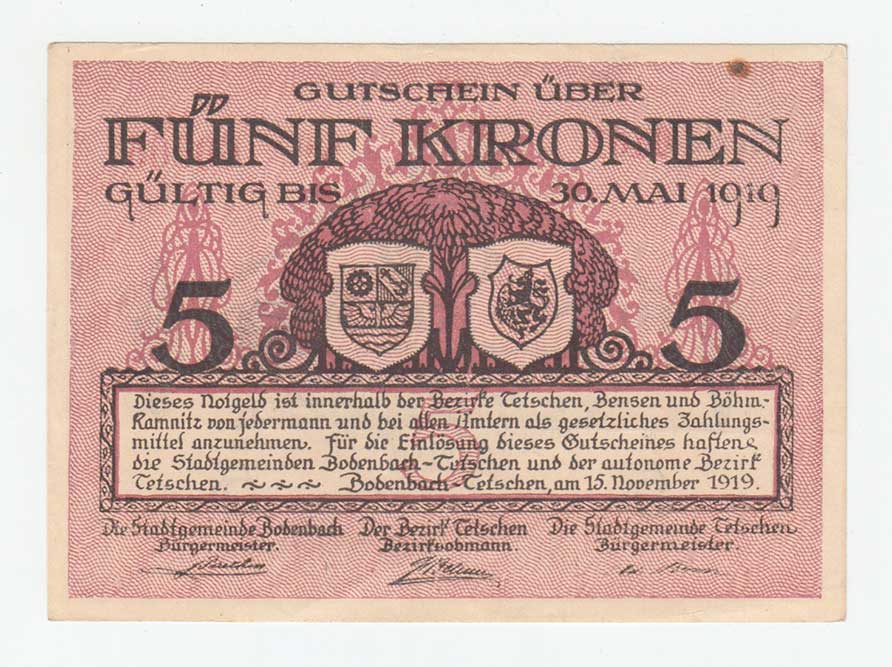 GUTSCHEIN ÜBER
FÜNF KRONEN
GÜLTIG BIS 30. MAI 1919
5 5
Dieses Notgeld ist innerhalb der Bezirke Tetschen, Bensen und Böhm.-
Kamnitz von jedermann und bei allen Ämtern als gesetzliches Zahlungs-
mittel anzunehmen. Für die Einlösung dieses Gutscheines haften
die Stadtgemeinden Bodenbach-Tetschen und der autonome Bezirk
Tetschen. ~ ~ ~ Bodenbach-Tetschen, am 15. November 1919.
Die Stadtgemeinde Bodenbach Der Bezirk Tetschen Die Stadtgemeinde Tetschen
Bürgermeister. Bezirksobmann. Bürgermeister.